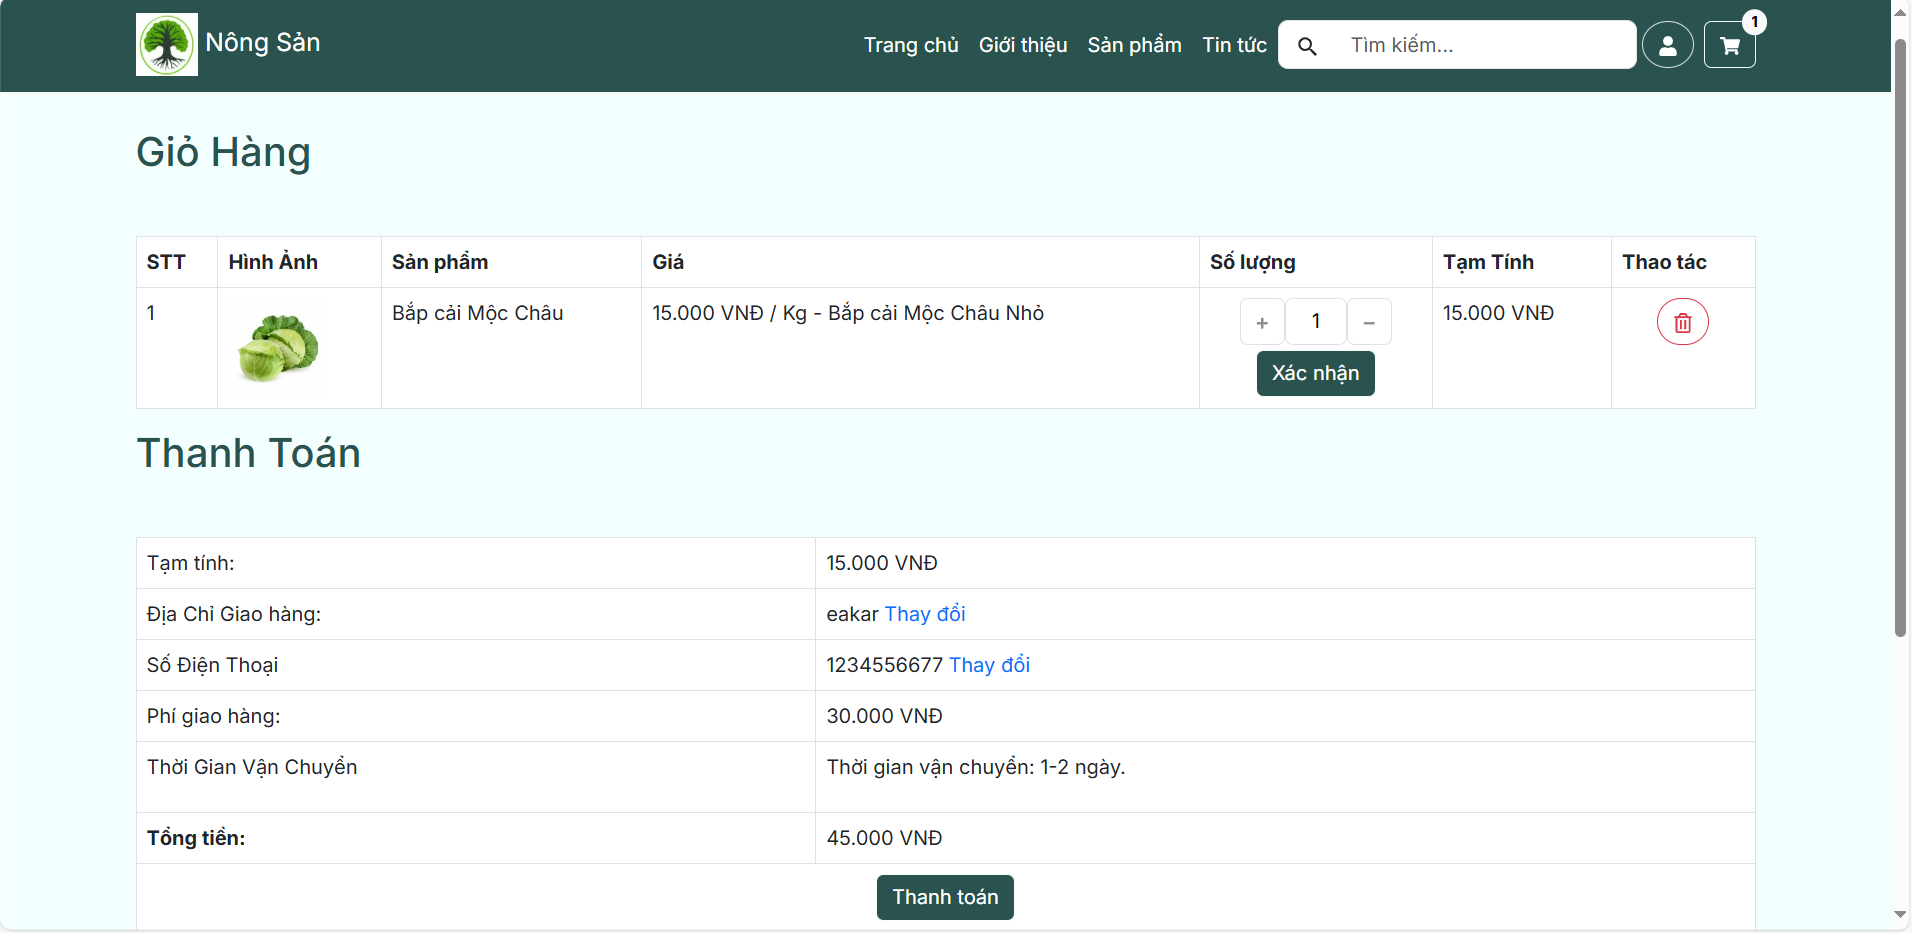 Nông Sản
Trang chủ Giới thiệu Sản phẩm Tin tức Tìm kiếm... 1
Giỏ Hàng
STT Hình Ảnh Sản phẩm Giá Số lượng Tạm Tính Thao tác
1 Bắp cải Mộc Châu 15.000 VNĐ / Kg - Bắp cải Mộc Châu Nhỏ + 1 − 15.000 VNĐ
Xác nhận
Thanh Toán
Tạm tính: 15.000 VNĐ
Địa Chỉ Giao hàng: eakar Thay đổi
Số Điện Thoại 1234556677 Thay đổi
Phí giao hàng: 30.000 VNĐ
Thời Gian Vận Chuyển Thời gian vận chuyển: 1-2 ngày.
Tổng tiền: 45.000 VNĐ
Thanh toán